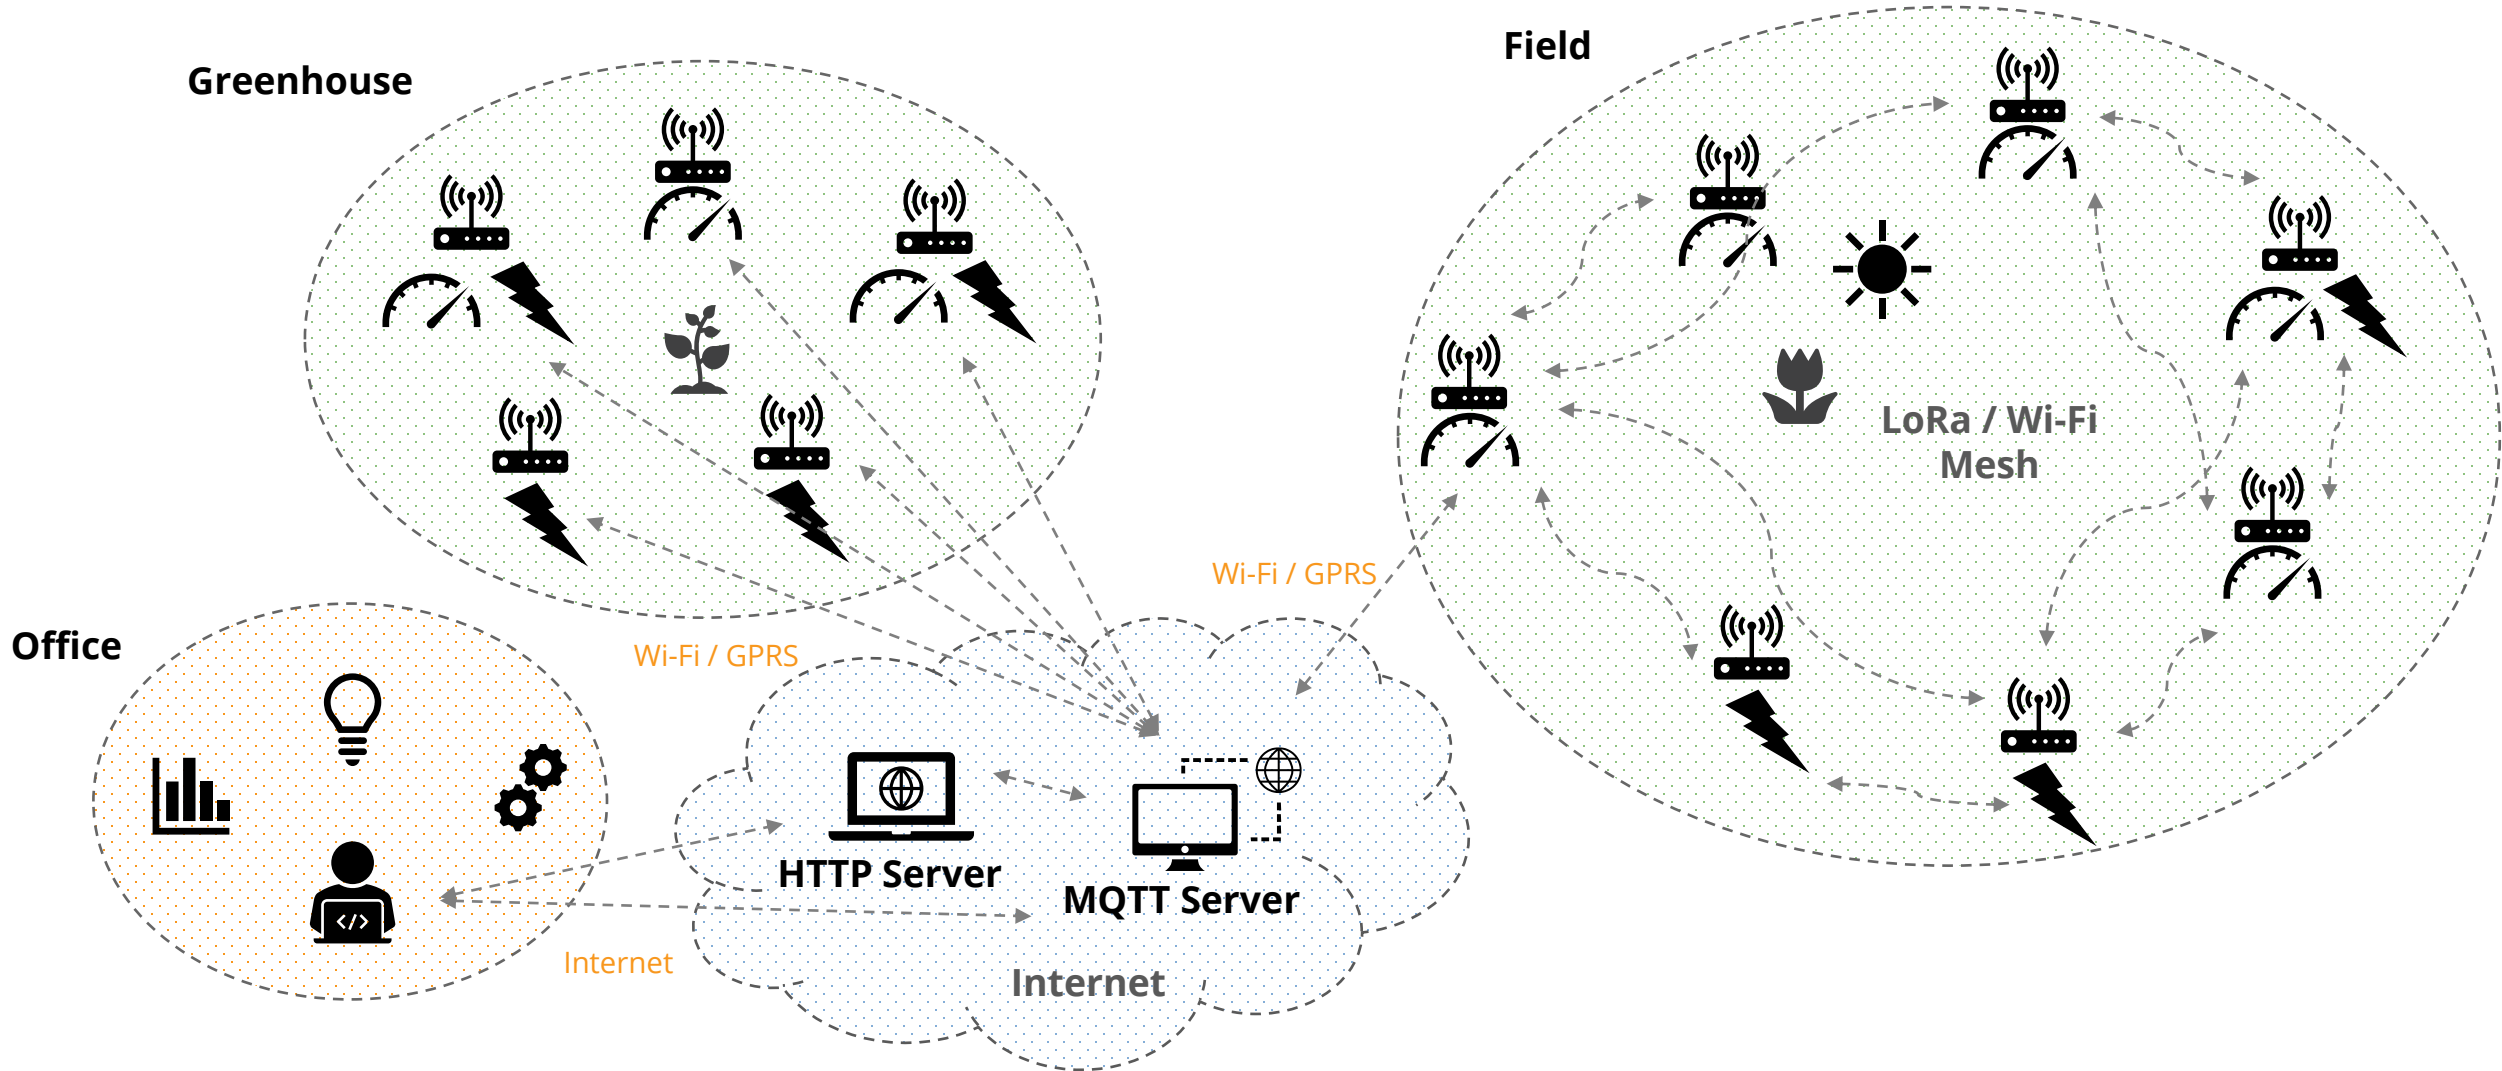 Field
Greenhouse
LoRa / Wi-Fi
Mesh
Wi-Fi / GPRS
Office
Wi-Fi / GPRS
HTTP Server
MQTT Server
Internet
Internet